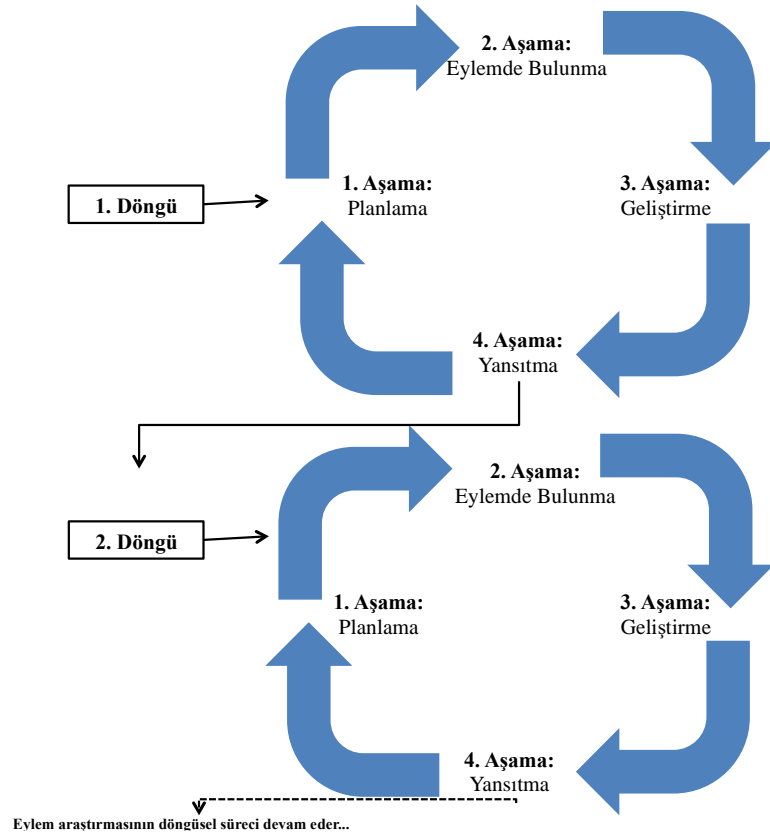 2. Aşama:
Eylemde Bulunma
1. Döngü
1. Aşama:
Planlama
3. Aşama:
Geliştirme
4. Aşama:
Yansıtma
2. Aşama:
Eylemde Bulunma
2. Döngü
1. Aşama:
Planlama
3. Aşama:
Geliştirme
4. Aşama:
Yansıtma
Eylem araştırmasının döngüsel süreci devam eder...